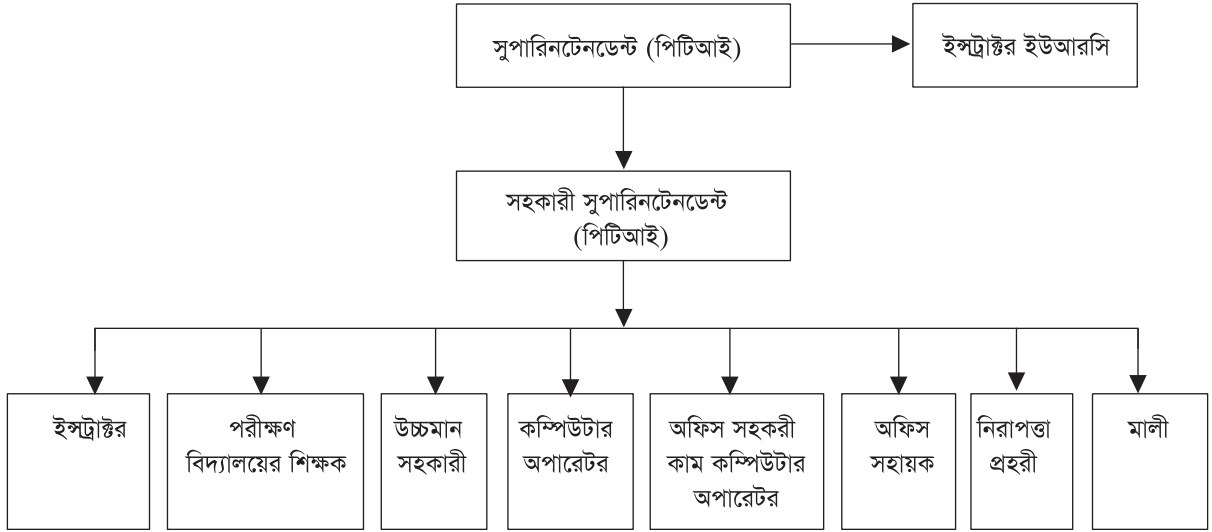 সুপারিনটেনডেন্ট (পিটিআই)
ইন্সট্রাক্টর ইউআরসি
সহকারী সুপারিনটেনডেন্ট
(পিটিআই)
ইন্সট্রাক্টর
পরীক্ষণ
বিদ্যালয়ের শিক্ষক
উচ্চমান
সহকারী
কম্পিউটার
অপারেটর
অফিস সহকরী
কাম কম্পিউটার
অপারেটর
অফিস
সহায়ক
নিরাপত্তা
প্রহরী
মালী